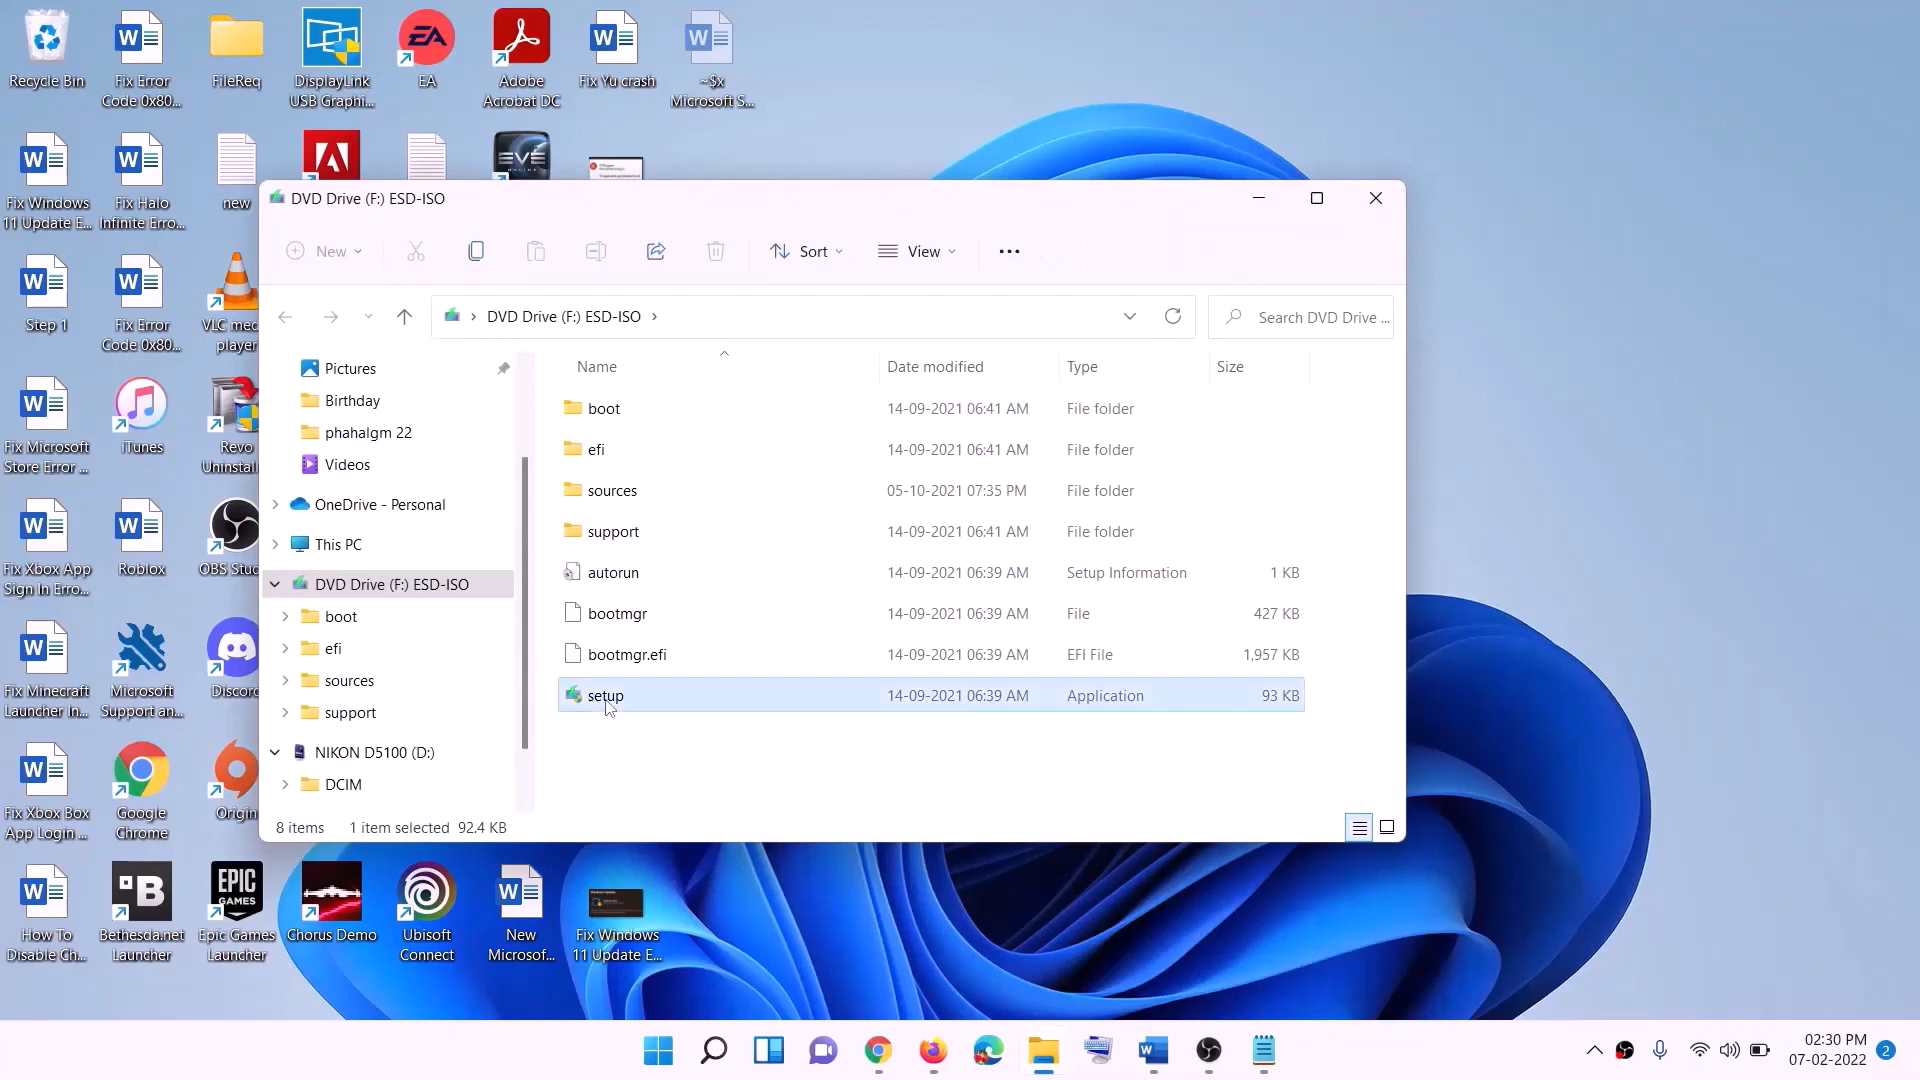 Recycle Bin
Fix Error
Code 0x80...
FileReq
DisplayLink
USB Graphi...
EA
Adobe
Acrobat DC
Fix Yu crash
~$x
Microsoft S...
Fix Windows
11 Update E...
Fix Halo
Infinite Erro...
new
EVE
ONLINE
Step 1
Fix Error
Code 0x80...
VLC med
player
Fix Microsoft
Store Error ...
iTunes
Revo
Uninstall
Fix Xbox App
Sign In Erro...
Roblox
OBS Stud
Fix Minecraft
Launcher In...
Microsoft
Support an...
Discord
Fix Xbox Box
App Login ...
Google
Chrome
Origin
How To
Disable Ch...
Bethesda.net
Launcher
EPIC
GAMES
Epic Games
Launcher
Chorus Demo
Ubisoft
Connect
New
Microsof...
Fix Windows
11 Update E...
DVD Drive (F:) ESD-ISO
New
Sort
View
DVD Drive (F:) ESD-ISO
Search DVD Drive ...
Pictures
Birthday
phahalgm 22
Videos
OneDrive - Personal
This PC
DVD Drive (F:) ESD-ISO
boot
efi
sources
support
NIKON D5100 (D:)
DCIM
Name Date modified Type Size
boot 14-09-2021 06:41 AM File folder
efi 14-09-2021 06:41 AM File folder
sources 05-10-2021 07:35 PM File folder
support 14-09-2021 06:41 AM File folder
autorun 14-09-2021 06:39 AM Setup Information 1 KB
bootmgr 14-09-2021 06:39 AM File 427 KB
bootmgr.efi 14-09-2021 06:39 AM EFI File 1,957 KB
setup 14-09-2021 06:39 AM Application 93 KB
8 items 1 item selected 92.4 KB
02:30 PM
07-02-2022
2